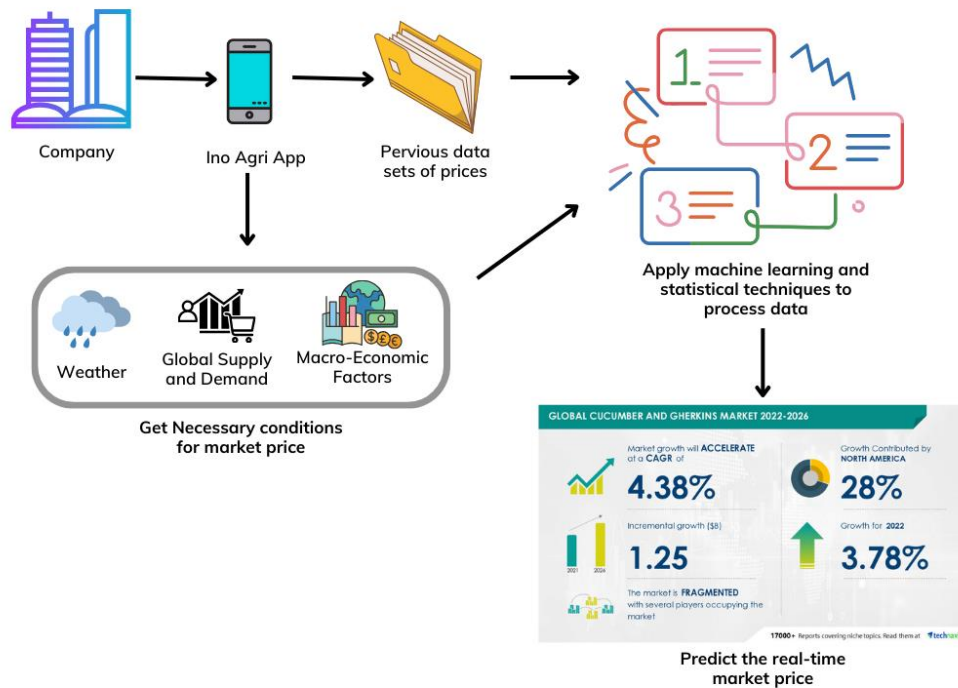 Company
Ino Agri App
Pervious data
sets of prices
1.
2
3
Apply machine learning and
statistical techniques to
process data
Weather
Global Supply
and Demand
Macro-Economic
Factors
$ £ €
Get Necessary conditions
for market price
GLOBAL CUCUMBER AND GHERKINS MARKET 2022-2026
Market growth will ACCELERATE
at a CAGR of
4.38%
Growth Contributed by
NORTH AMERICA
28%
Incremental growth ($B)
1.25
2021 2026
Growth for 2022
3.78%
The market is FRAGMENTED
with several players occupying the
market
17000+ Reports covering niche topics. Read them at
Predict the real-time
market price